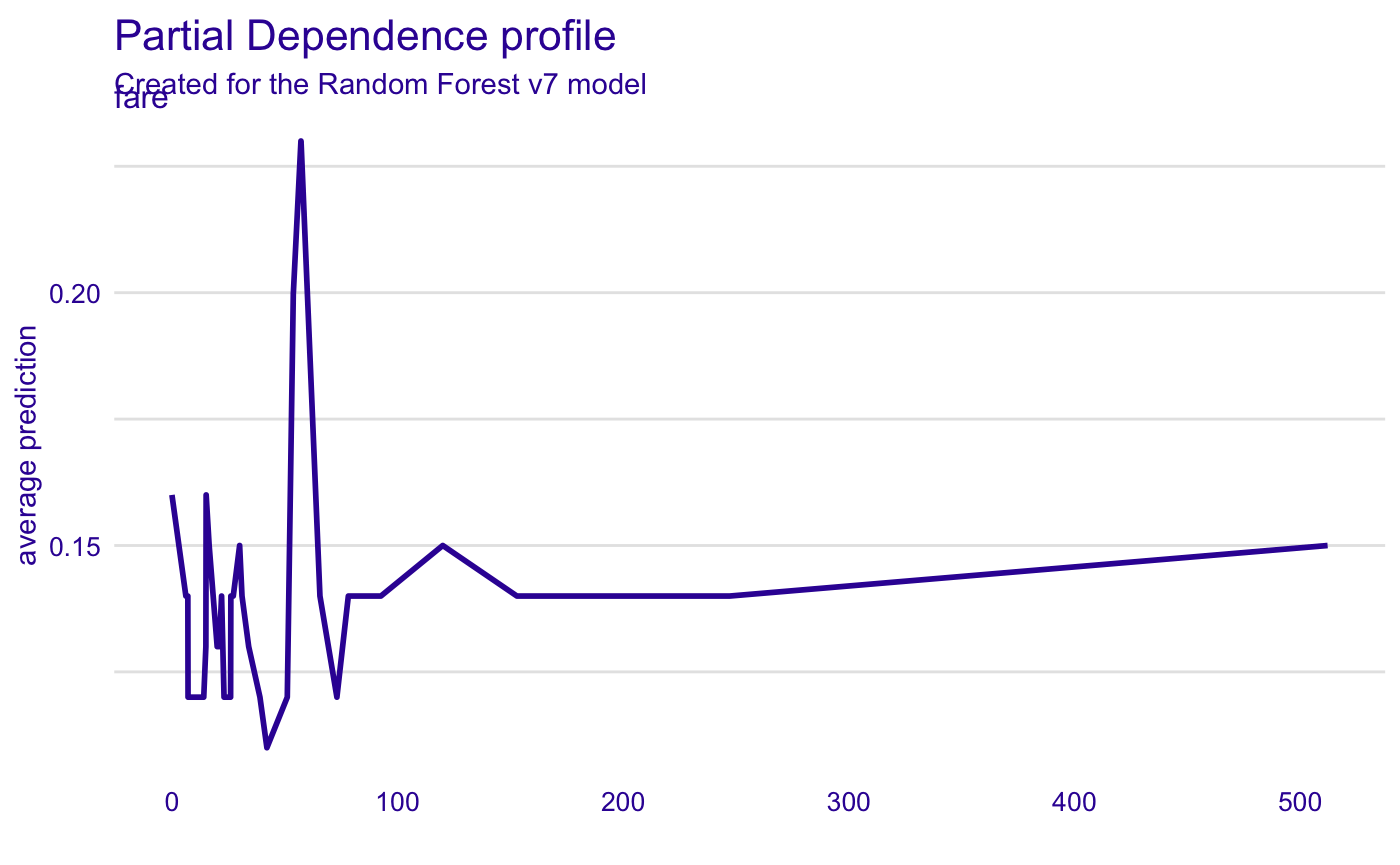 Partial Dependence profile
Created for the Random Forest v7 model
fare
average prediction
0.20
0.15
0 100 200 300 400 500